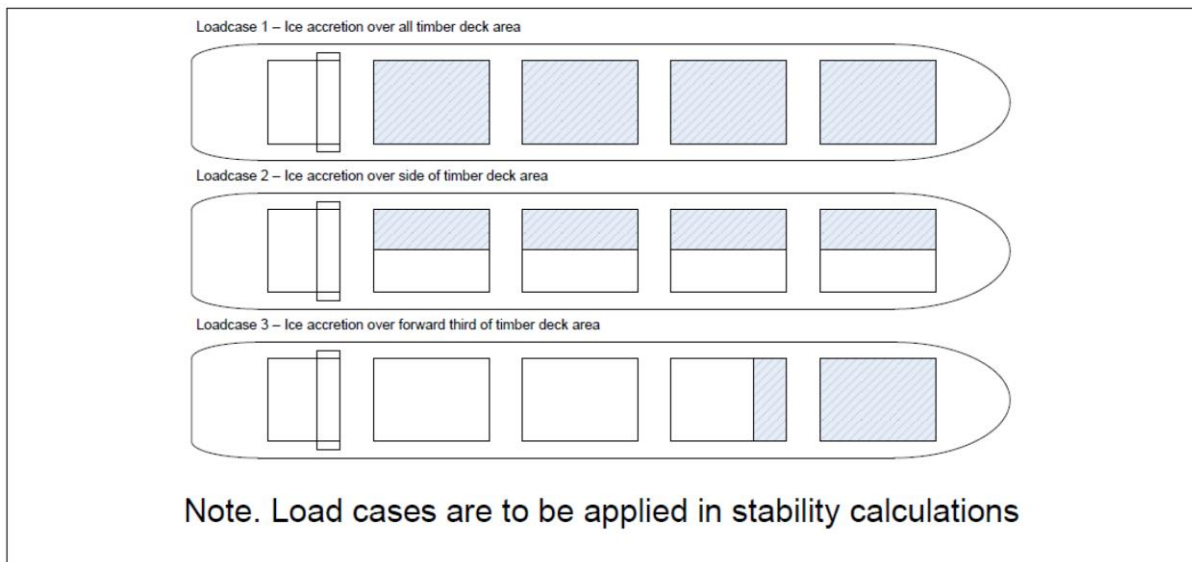 Loadcase 1 – Ice accretion over all timber deck area
Loadcase 2 – Ice accretion over side of timber deck area
Loadcase 3 – Ice accretion over forward third of timber deck area
Note. Load cases are to be applied in stability calculations